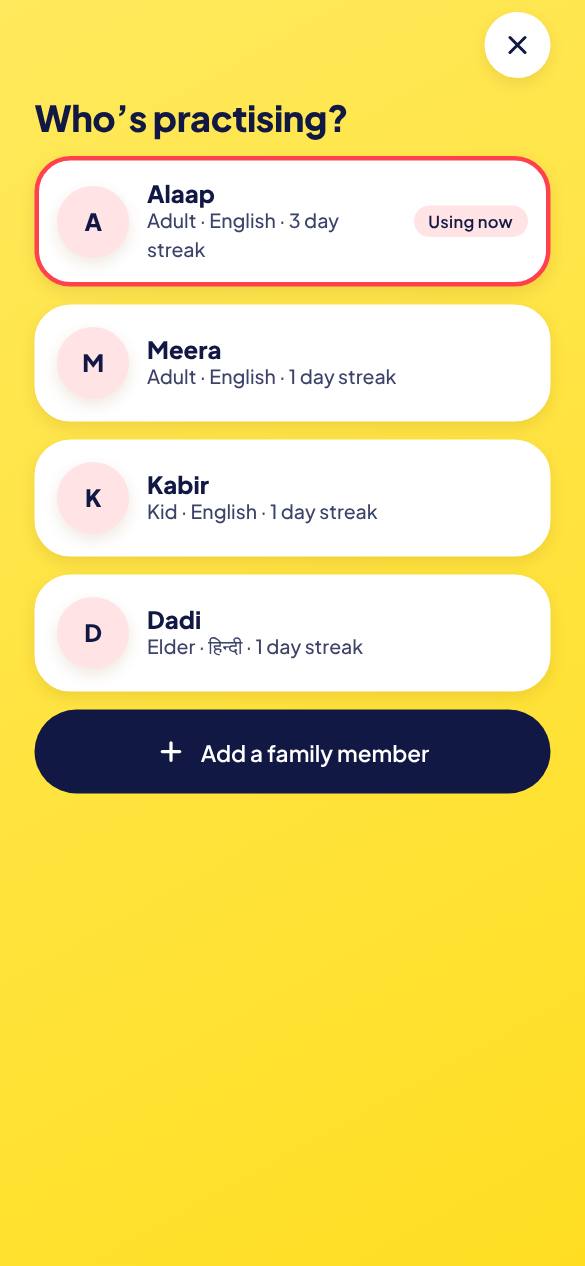 Who’s practising?
A
Alaap
Adult · English · 3 day
streak
Using now
M
Meera
Adult · English · 1 day streak
K
Kabir
Kid · English · 1 day streak
D
Dadi
Elder · हिन्दी · 1 day streak
+ Add a family member